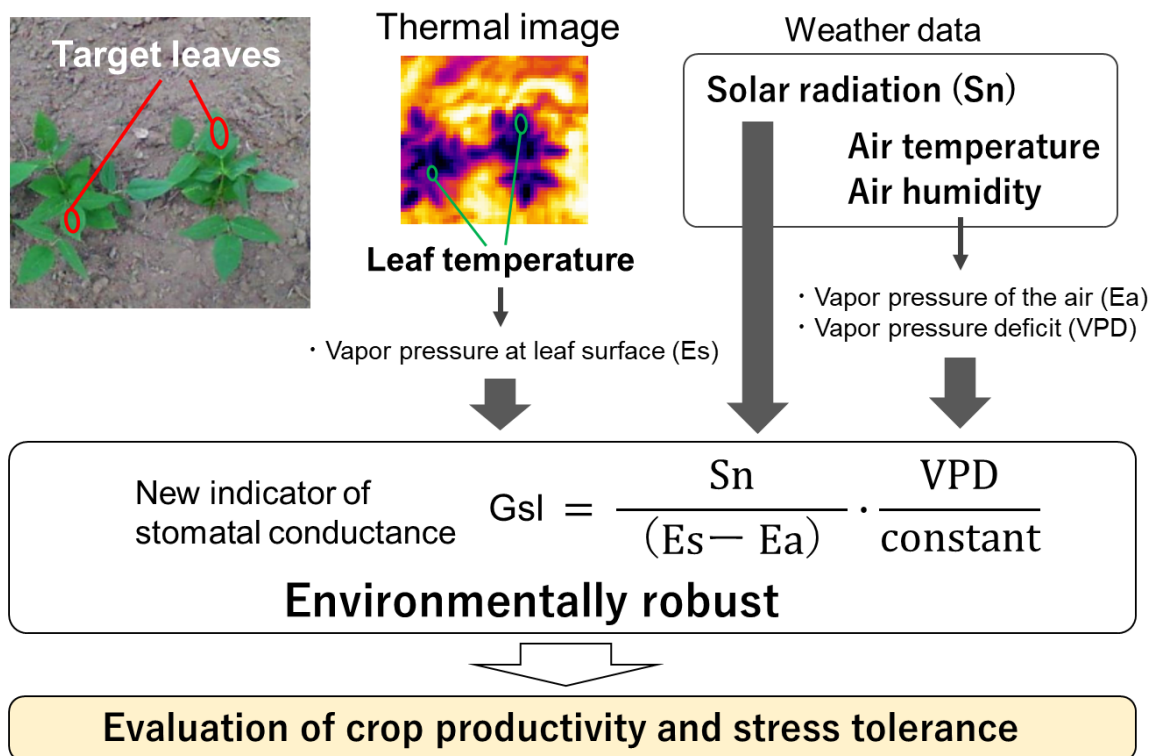 Target leaves
Thermal image
Weather data
Solar radiation (Sn)
Air temperature
Air humidity
Leaf temperature
・Vapor pressure of the air (Ea)
・Vapor pressure deficit (VPD)
・Vapor pressure at leaf surface (Es)
New indicator of
stomatal conductance
Gsl = Sn / (Es− Ea) · VPD / constant
Environmentally robust
Evaluation of crop productivity and stress tolerance